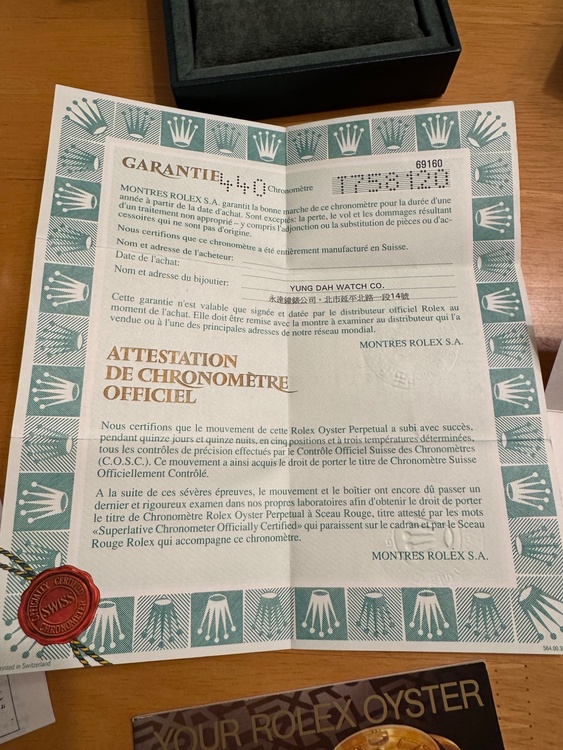 69160
GARANTIE 440 Chronomètre T758120
MONTRES ROLEX S.A. garantit la bonne marche de ce chronomètre pour la durée d'une
année à partir de la date d'achat. Sont exceptés: la perte, le vol et les dommages résultant
d'un traitement non approprié – y compris l'adjonction ou la substitution de pièces ou d'ac-
cessoires qui ne sont pas d'origine.
Nous certifions que ce chronomètre a été entièrement manufacturé en Suisse.
Nom et adresse de l'acheteur:
Date de l'achat:
Nom et adresse du bijoutier:
YUNG DAH WATCH CO.
永達鐘錶公司・北市延平北路一段14號
Cette garantie n'est valable que signée et datée par le distributeur officiel Rolex au
moment de l'achat. Elle doit être remise avec la montre à examiner au distributeur qui l'a
vendue ou à l'une des principales adresses de notre réseau mondial.
MONTRES ROLEX S.A.
ATTESTATION
DE CHRONOMÈTRE
OFFICIEL
Nous certifions que le mouvement de cette Rolex Oyster Perpetual a subi avec succès,
pendant quinze jours et quinze nuits, en cinq positions et à trois températures déterminées,
tous les contrôles de précision effectués par le Contrôle Officiel Suisse des Chronomètres
(C.O.S.C.). Ce mouvement a ainsi acquis le droit de porter le titre de Chronomètre Suisse
Officiellement Contrôlé.
A la suite de ces sévères épreuves, le mouvement et le boîtier ont encore dû passer un
dernier et rigoureux examen dans nos propres laboratoires afin d'obtenir le droit de porter
le titre de Chronomètre Rolex Oyster Perpetual à Sceau Rouge, titre attesté par les mots
«Superlative Chronometer Officially Certified» qui paraissent sur le cadran et par le Sceau
Rouge Rolex qui accompagne ce chronomètre.
MONTRES ROLEX S.A.
OFFICIALLY CERTIFIED
SWISS
CHRONOMETER
Printed in Switzerland
YOUR ROLEX OYSTER